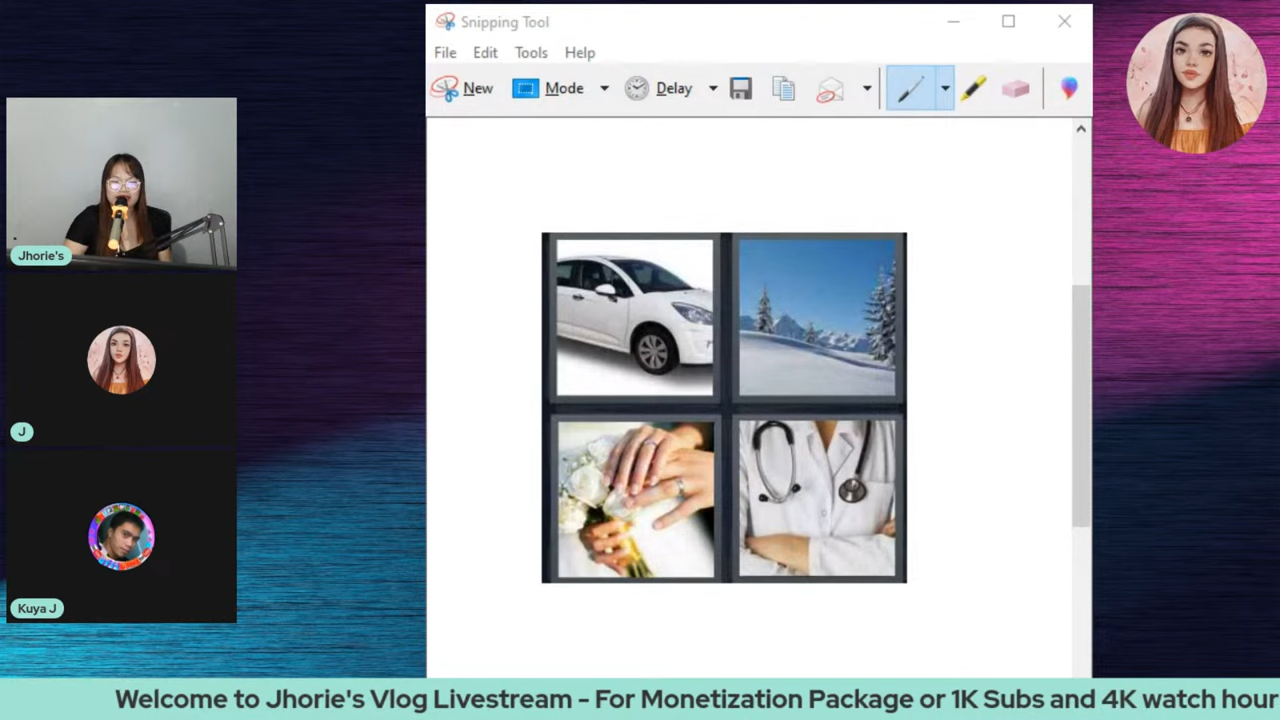 Snipping Tool
File Edit Tools Help
New Mode Delay
Jhorie's
J
Kuya J
Welcome to Jhorie's Vlog Livestream - For Monetization Package or 1K Subs and 4K watch hour